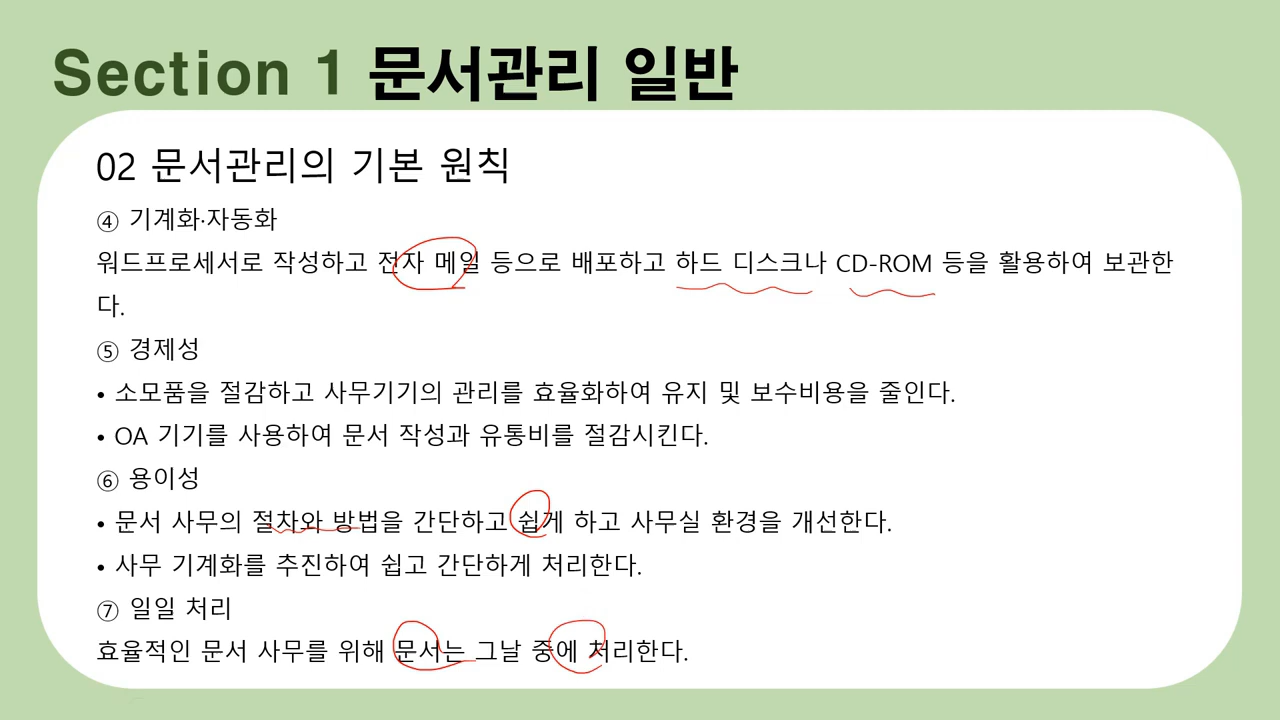 Section 1 문서관리 일반
02 문서관리의 기본 원칙
④ 기계화·자동화
워드프로세서로 작성하고 전자 메일 등으로 배포하고 하드 디스크나 CD-ROM 등을 활용하여 보관한
다.
⑤ 경제성
• 소모품을 절감하고 사무기기의 관리를 효율화하여 유지 및 보수비용을 줄인다.
• OA 기기를 사용하여 문서 작성과 유통비를 절감시킨다.
⑥ 용이성
• 문서 사무의 절차와 방법을 간단하고 쉽게 하고 사무실 환경을 개선한다.
• 사무 기계화를 추진하여 쉽고 간단하게 처리한다.
⑦ 일일 처리
효율적인 문서 사무를 위해 문서는 그날 중에 처리한다.